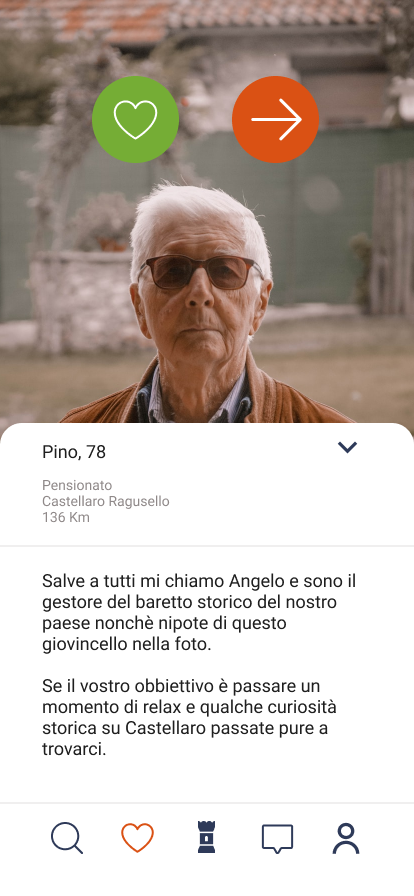 Pino, 78
Pensionato
Castellaro Ragusello
136 Km
Salve a tutti mi chiamo Angelo e sono il
gestore del baretto storico del nostro
paese nonchè nipote di questo
giovincello nella foto.
Se il vostro obbiettivo è passare un
momento di relax e qualche curiosità
storica su Castellaro passate pure a
trovarci.